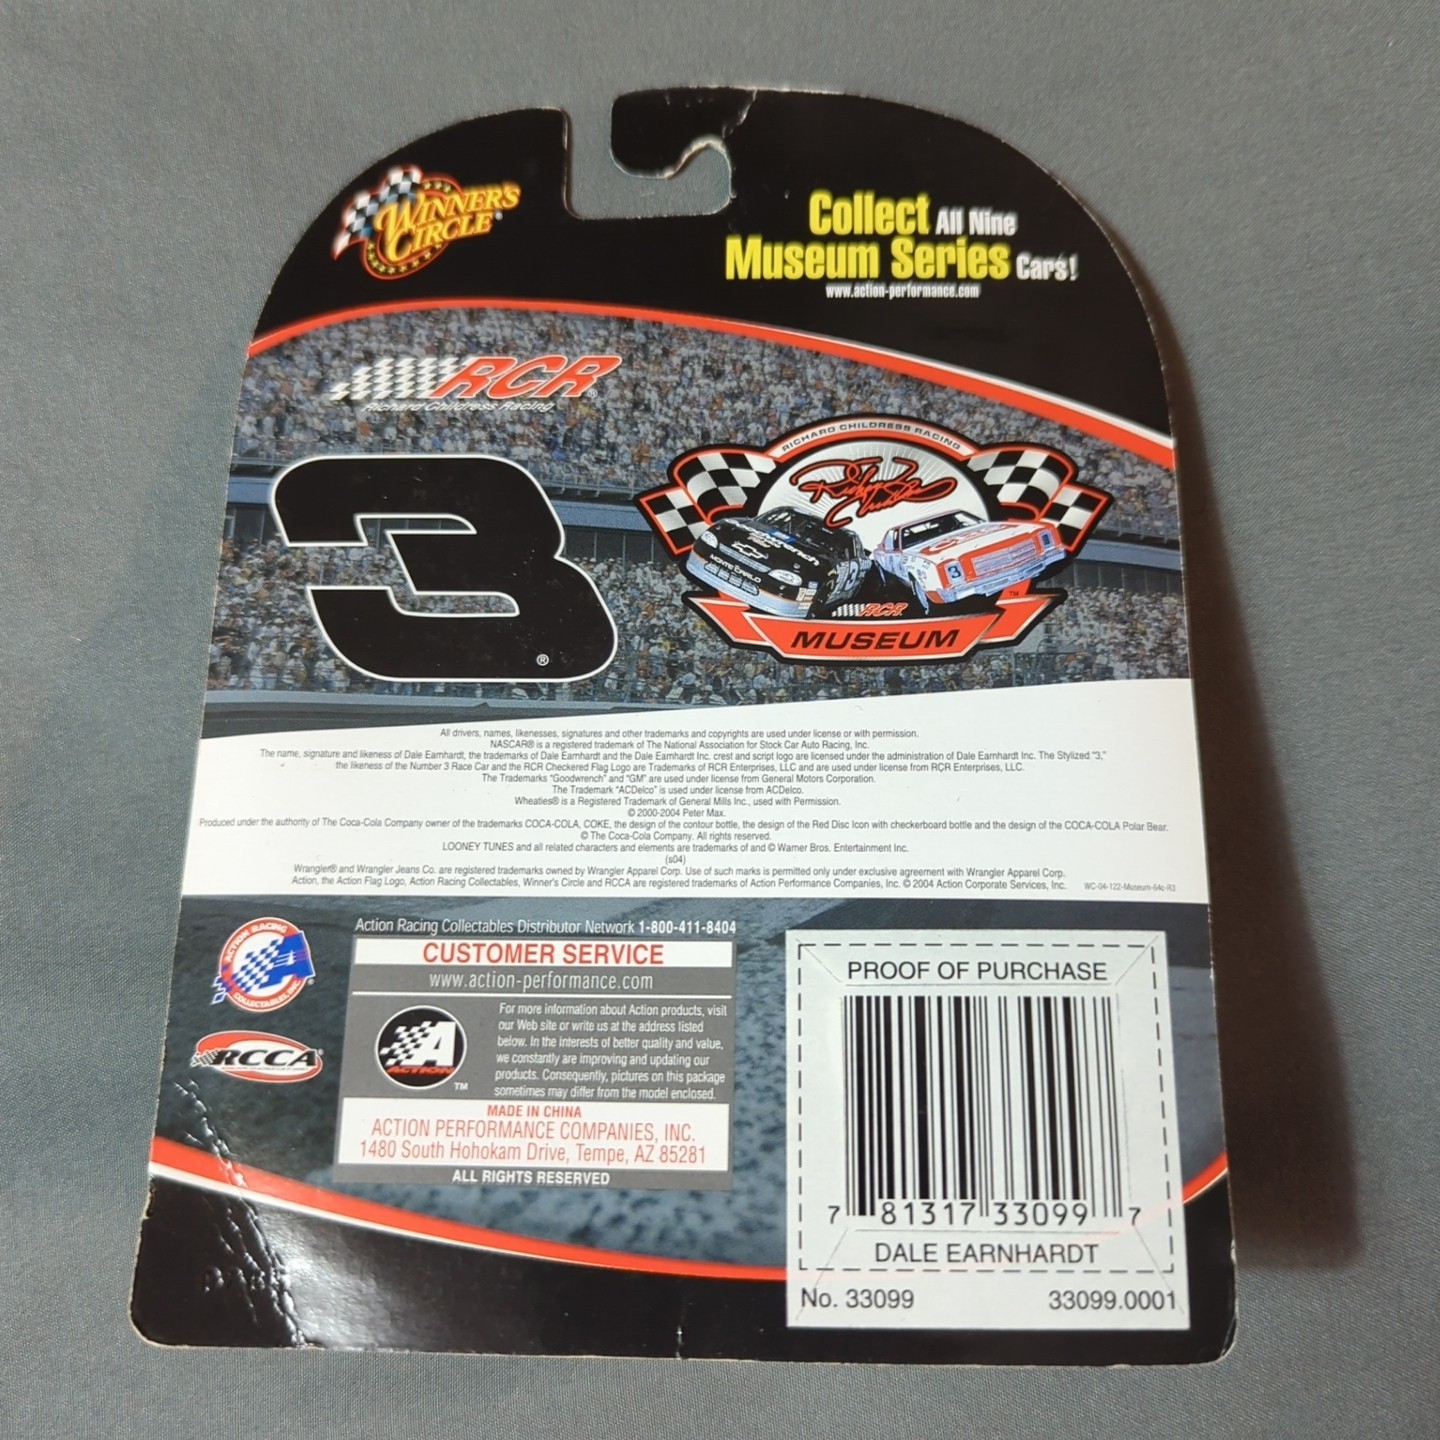 WINNER'S
CIRCLE®
Collect All Nine
Museum Series Cars!
www.action-performance.com
RCR®
Richard Childress Racing
3
®
RICHARD CHILDRESS RACING
Richard Childress
Goodwrench
MONTE CARLO
3
3
RCR
TM
MUSEUM
All drivers, names, likenesses, signatures and other trademarks and copyrights are used under license or with permission.
NASCAR® is a registered trademark of The National Association for Stock Car Auto Racing, Inc.
The name, signature and likeness of Dale Earnhardt, the trademarks of Dale Earnhardt and the Dale Earnhardt Inc. crest and script logo are licensed under the administration of Dale Earnhardt Inc. The Stylized "3,"
the likeness of the Number 3 Race Car and the RCR Checkered Flag Logo are Trademarks of RCR Enterprises, LLC and are used under license from RCR Enterprises, LLC.
The Trademarks "Goodwrench" and "GM" are used under license from General Motors Corporation.
The Trademark "ACDelco" is used under license from ACDelco.
Wheaties® is a Registered Trademark of General Mills Inc., used with Permission.
© 2000-2004 Peter Max.
Produced under the authority of The Coca-Cola Company owner of the trademarks COCA-COLA, COKE, the design of the contour bottle, the design of the Red Disc Icon with checkerboard bottle and the design of the COCA-COLA Polar Bear.
© The Coca-Cola Company. All rights reserved.
LOONEY TUNES and all related characters and elements are trademarks of and © Warner Bros. Entertainment Inc.
(s04)
Wrangler® and Wrangler Jeans Co. are registered trademarks owned by Wrangler Apparel Corp. Use of such marks is permitted only under exclusive agreement with Wrangler Apparel Corp.
Action, the Action Flag Logo, Action Racing Collectables, Winner's Circle and RCCA are registered trademarks of Action Performance Companies, Inc. © 2004 Action Corporate Services, Inc. WC-04-122-Museum-64c-R3
ACTION RACING
A
COLLECTABLES, INC.
®
RCCA
Action Racing Collectables Distributor Network 1-800-411-8404
CUSTOMER SERVICE
www.action-performance.com
A
ACTION
TM
For more information about Action products, visit
our Web site or write us at the address listed
below. In the interests of better quality and value,
we constantly are improving and updating our
products. Consequently, pictures on this package
sometimes may differ from the model enclosed.
MADE IN CHINA
ACTION PERFORMANCE COMPANIES, INC.
1480 South Hohokam Drive, Tempe, AZ 85281
ALL RIGHTS RESERVED
PROOF OF PURCHASE
7 81317 33099 7
DALE EARNHARDT
No. 33099 33099.0001